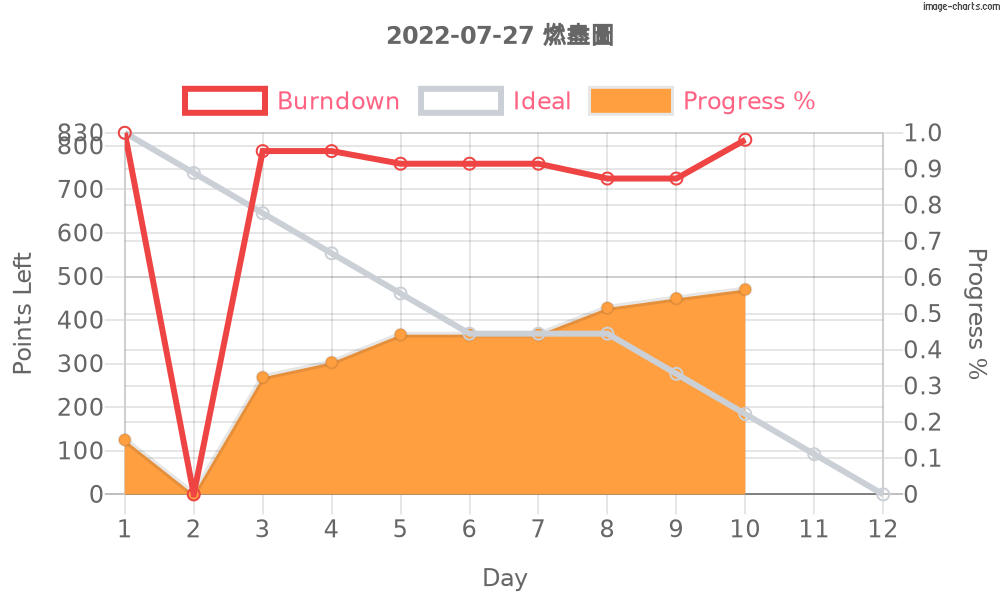 image-charts.com
2022-07-27 燃盡圖
Burndown Ideal Progress %
830 1.0
800 0.9
700 0.8
600 0.7
500 0.6
400 0.5
300 0.4
200 0.3
100 0.2
0 0.1
0
Points Left
Progress %
1 2 3 4 5 6 7 8 9 10 11 12
Day